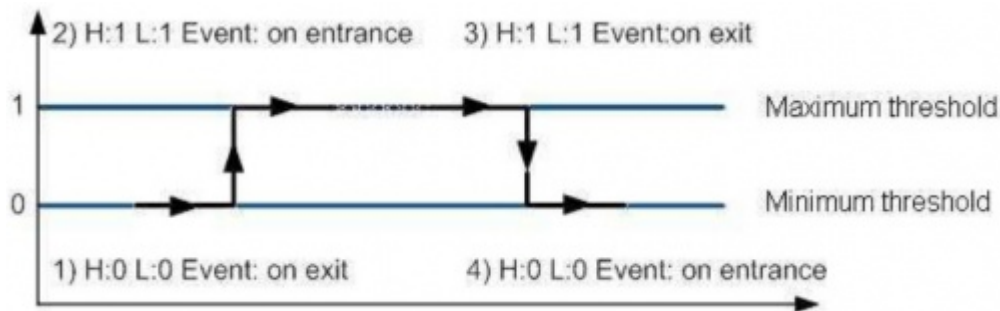 2) H:1 L:1 Event: on entrance
3) H:1 L:1 Event:on exit
1
Maximum threshold
0
Minimum threshold
1) H:0 L:0 Event: on exit
4) H:0 L:0 Event: on entrance